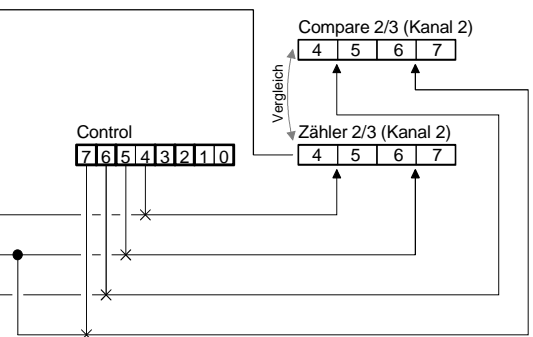 Compare 2/3 (Kanal 2)
4 5 6 7
Vergleich
Zähler 2/3 (Kanal 2)
4 5 6 7
Control
7 6 5 4 3 2 1 0